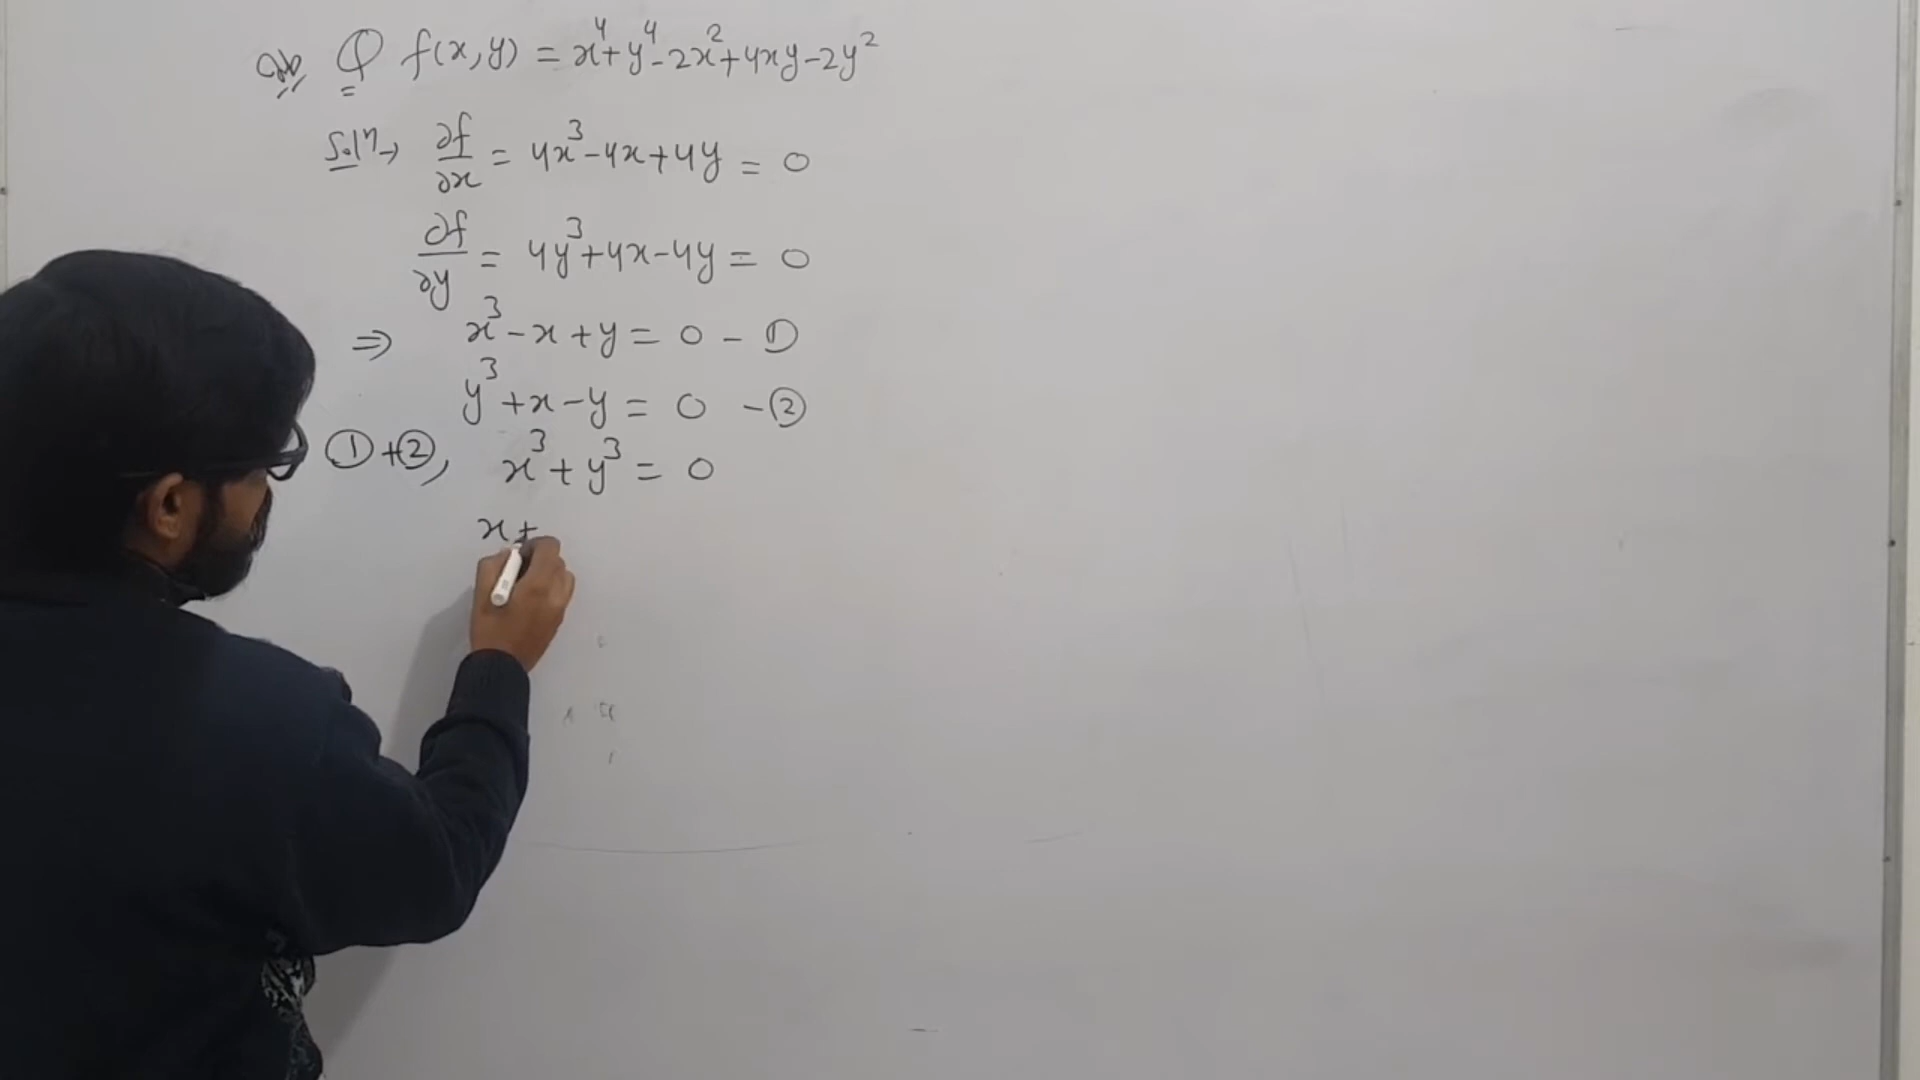 Q f(x,y) = x⁴+y⁴-2x²+4xy-2y²
Solⁿ→ ∂f/∂x = 4x³-4x+4y = 0
∂f/∂y = 4y³+4x-4y = 0
⇒ x³-x+y = 0 - ①
y³+x-y = 0 - ②
①+②, x³+y³ = 0
x+